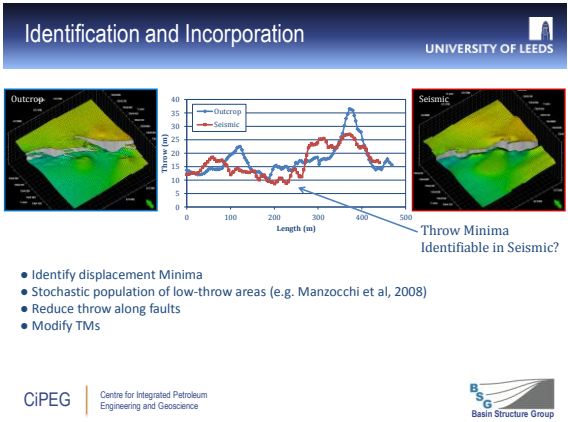 Identification and Incorporation
UNIVERSITY OF LEEDS
Outcrop
40
35
30
25
20
15
10
5
0
Throw (m)
Outcrop
Seismic
0 100 200 300 400 500
Length (m)
Seismic
Throw Minima
Identifiable in Seismic?
● Identify displacement Minima
● Stochastic population of low-throw areas (e.g. Manzocchi et al, 2008)
● Reduce throw along faults
● Modify TMs
CiPEG
Centre for Integrated Petroleum
Engineering and Geoscience
BSG
Basin Structure Group